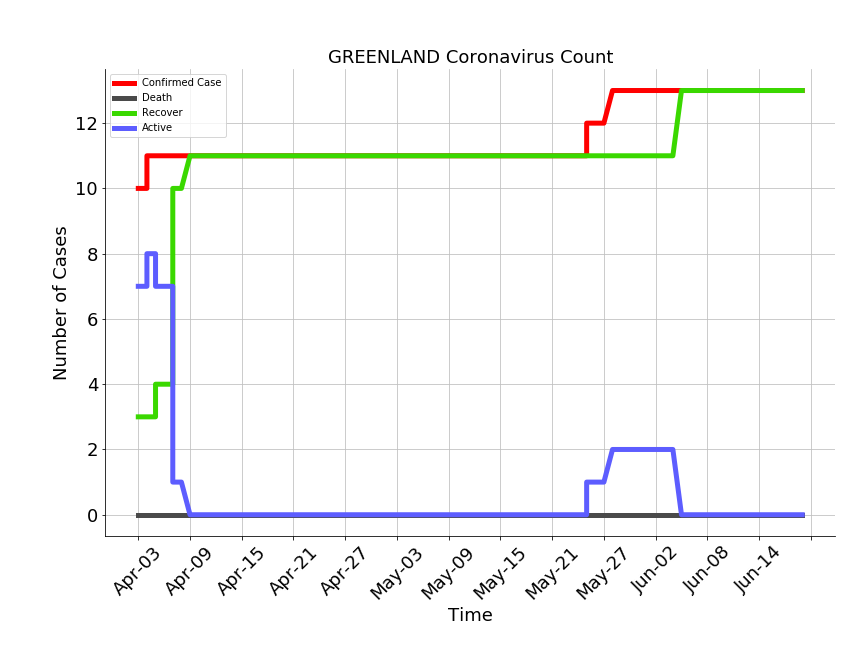 GREENLAND Coronavirus Count
Confirmed Case
Death
Recover
Active
Number of Cases
12
10
8
6
4
2
0
Apr-03
Apr-09
Apr-15
Apr-21
Apr-27
May-03
May-09
May-15
May-21
May-27
Jun-02
Jun-08
Jun-14
Time